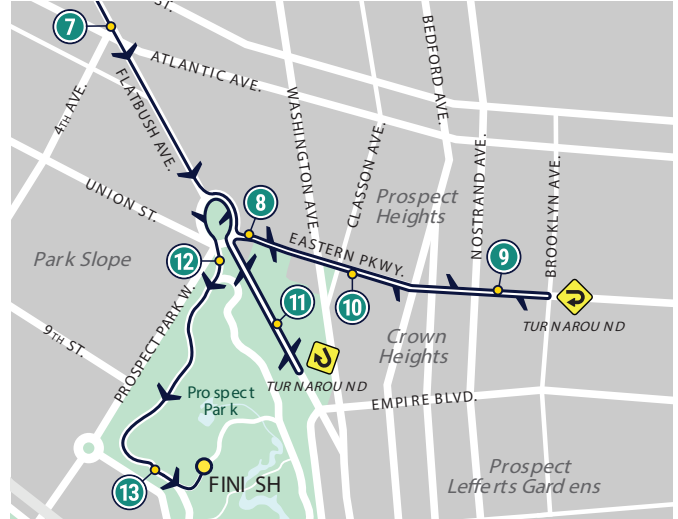 ST.
7
ATLANTIC AVE.
4TH AVE.
FLATBUSH AVE.
WASHINGTON AVE.
CLASSON AVE.
BEDFORD AVE.
NOSTRAND AVE.
BROOKLYN AVE.
UNION ST.
8
Prospect
Heights
EASTERN PKWY.
Park Slope
12
9
10
11
TURNAROUND
PROSPECT PARK W.
9TH ST.
Crown
Heights
TURNAROUND
Prospect
Park
EMPIRE BLVD.
13
FINISH
Prospect
Lefferts Gardens